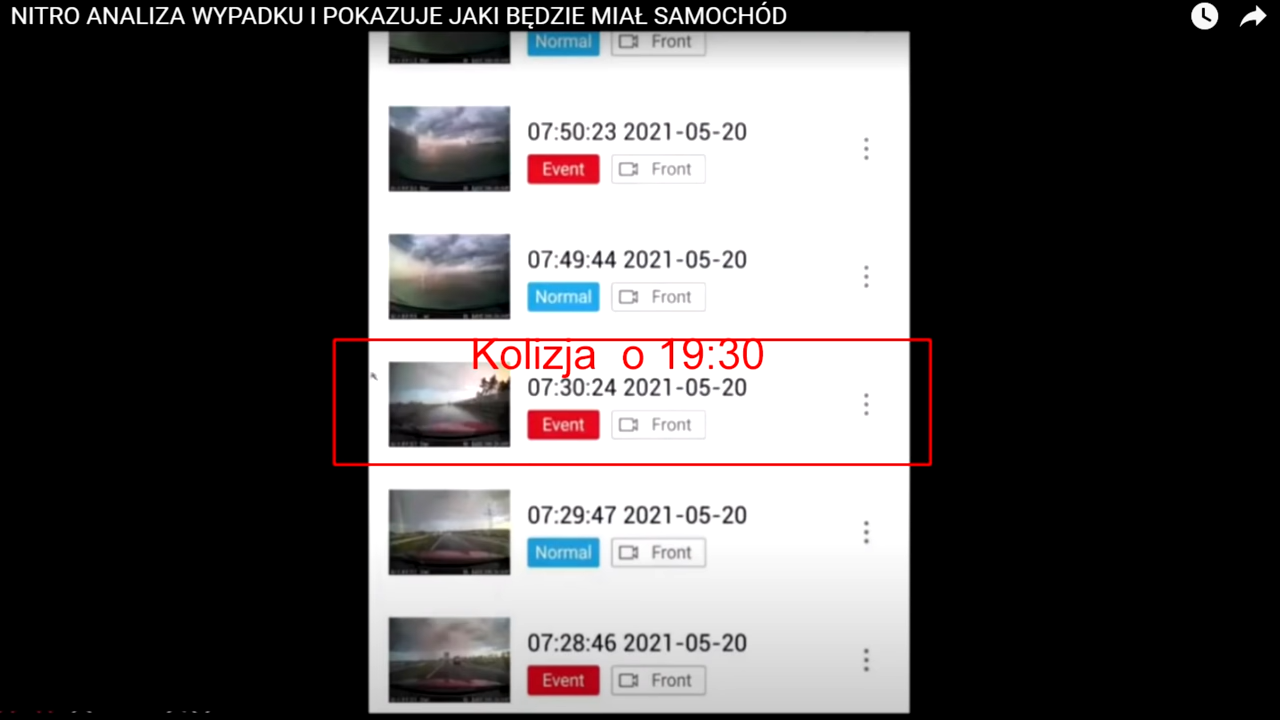 NITRO ANALIZA WYPADKU I POKAZUJE JAKI BĘDZIE MIAŁ SAMOCHÓD
Normal Front
07:50:23 2021-05-20
Event Front
07:49:44 2021-05-20
Normal Front
Kolizja o 19:30
07:30:24 2021-05-20
Event Front
07:29:47 2021-05-20
Normal Front
07:28:46 2021-05-20
Event Front